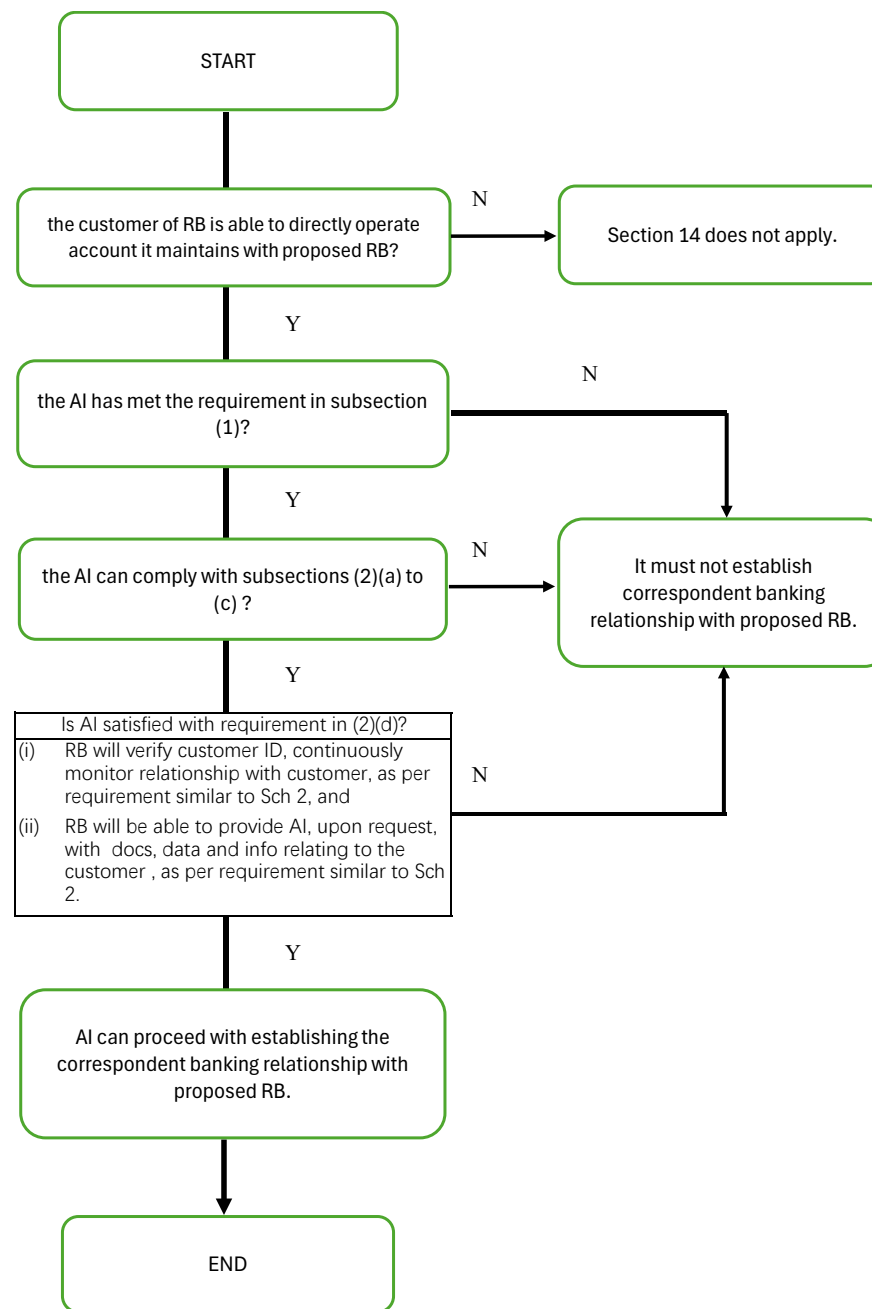 START
the customer of RB is able to directly operate
account it maintains with proposed RB?
N
Section 14 does not apply.
Y
the AI has met the requirement in subsection
(1)?
N
Y
the AI can comply with subsections (2)(a) to
(c) ?
N
It must not establish
correspondent banking
relationship with proposed RB.
Y
Is AI satisfied with requirement in (2)(d)?
(i) RB will verify customer ID, continuously
monitor relationship with customer, as per
requirement similar to Sch 2, and
(ii) RB will be able to provide AI, upon request,
with docs, data and info relating to the
customer , as per requirement similar to Sch
2.
N
Y
AI can proceed with establishing the
correspondent banking relationship with
proposed RB.
END